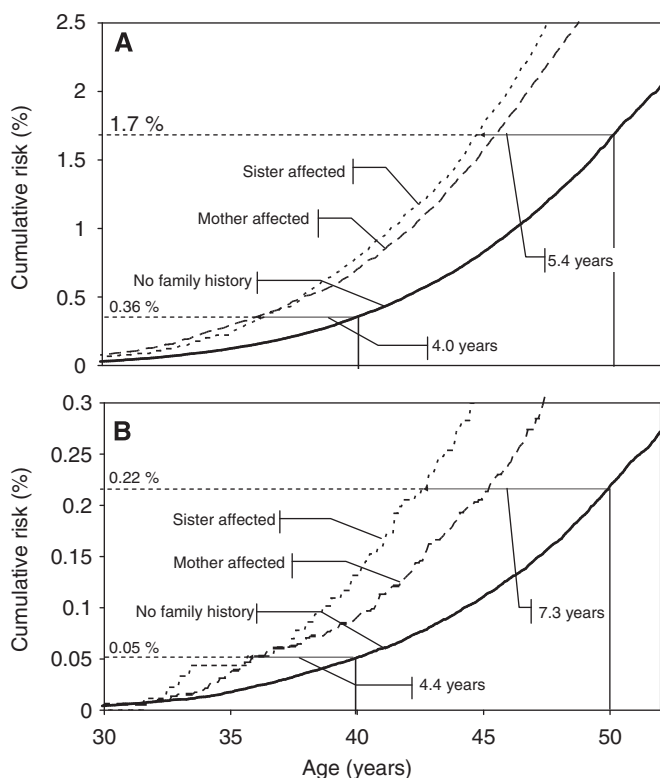 A
Cumulative risk (%)
2.5
2
1.5
1
0.5
0
1.7 %
Sister affected
Mother affected
No family history
5.4 years
0.36 %
4.0 years
B
Cumulative risk (%)
0.3
0.25
0.2
0.15
0.1
0.05
0
0.22 %
Sister affected
Mother affected
No family history
7.3 years
0.05 %
4.4 years
30 35 40 45 50
Age (years)